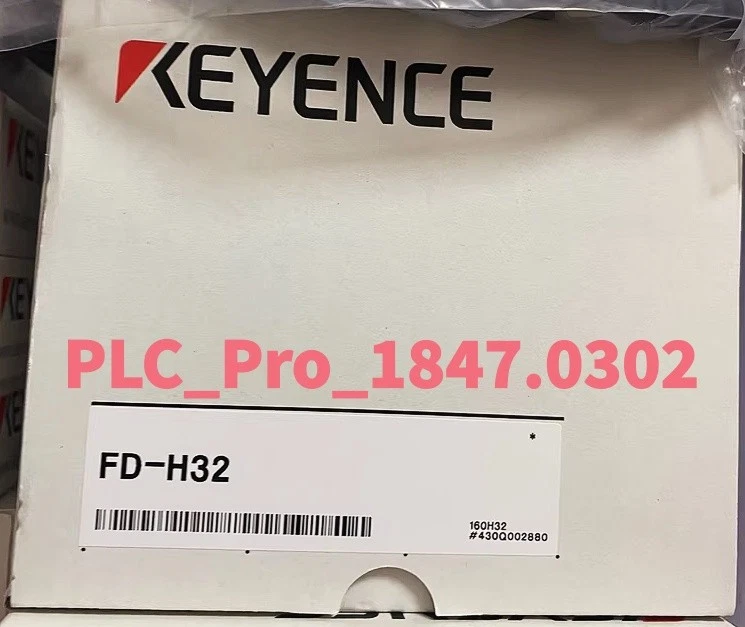 KEYENCE
PLC_Pro_1847.0302
*
FD-H32
160H32
#430Q002880